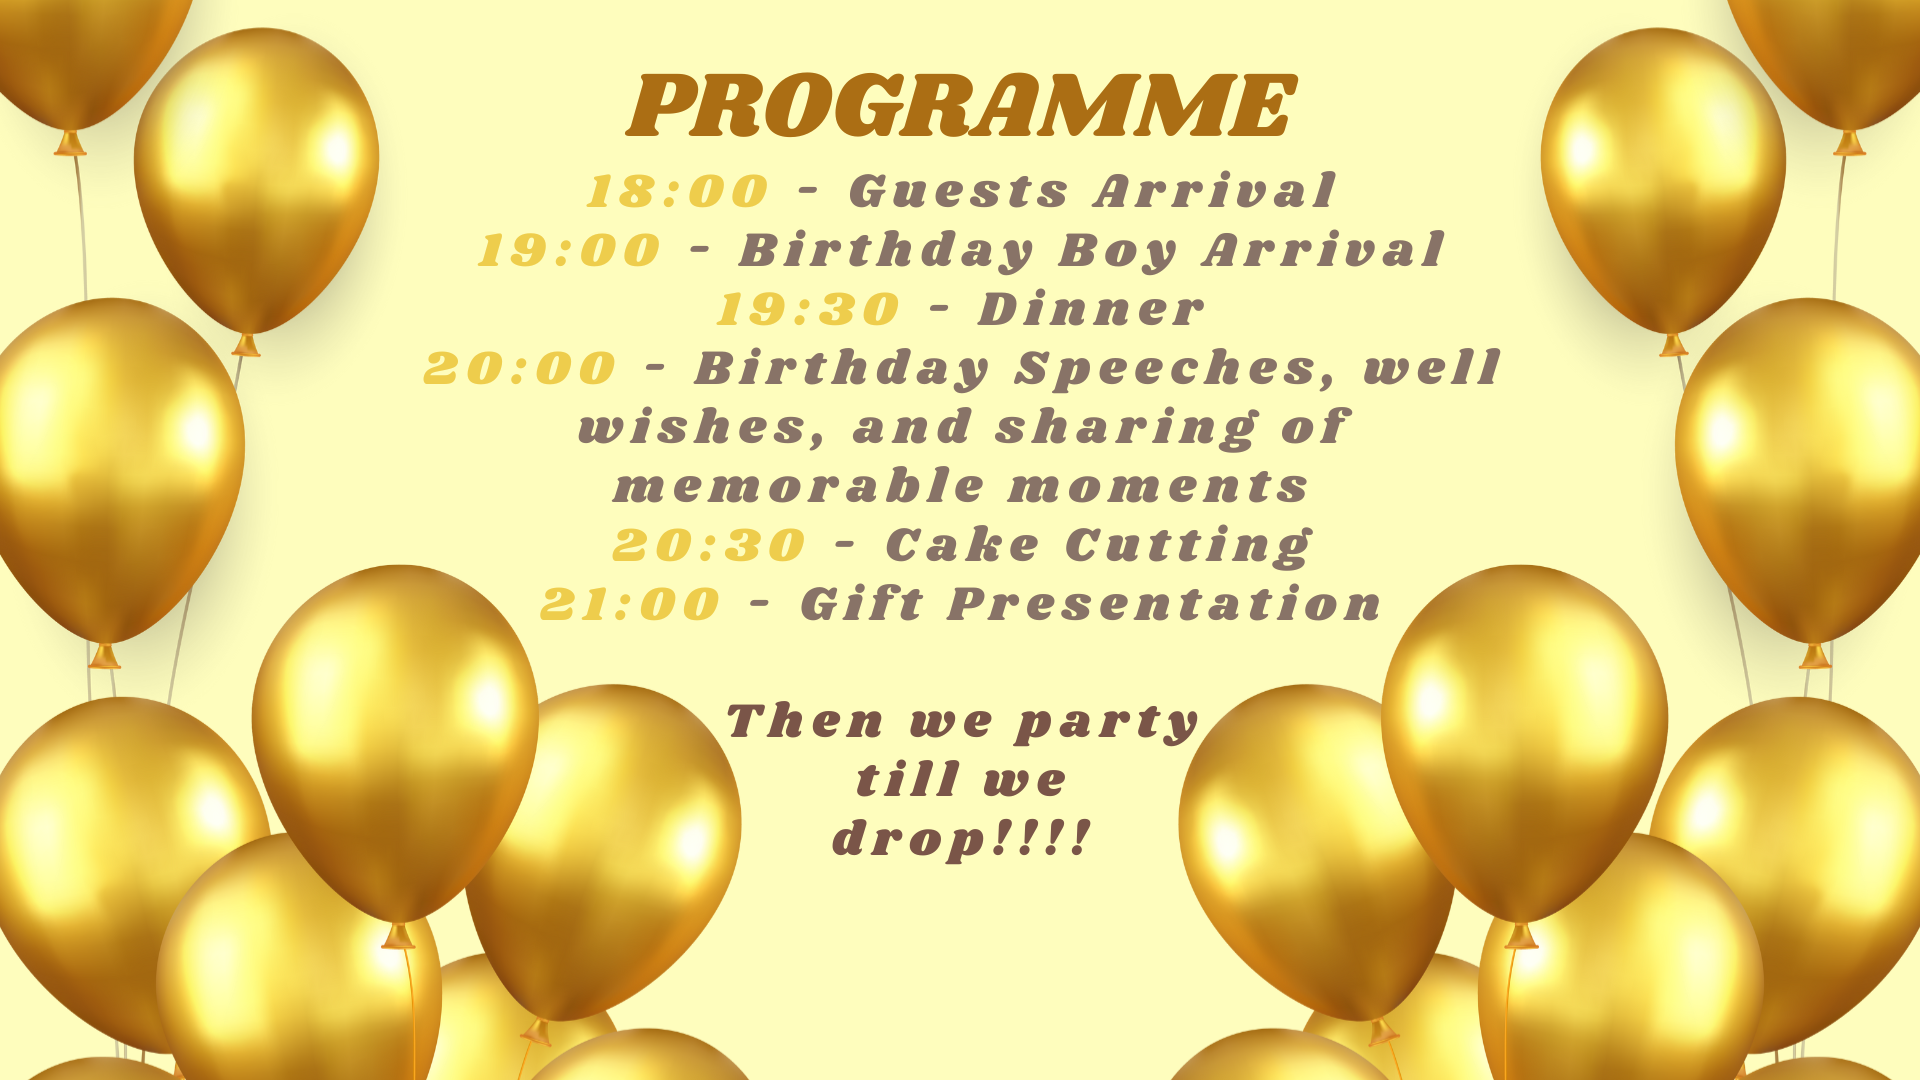 PROGRAMME
18:00 - Guests Arrival
19:00 - Birthday Boy Arrival
19:30 - Dinner
20:00 - Birthday Speeches, well
wishes, and sharing of
memorable moments
20:30 - Cake Cutting
21:00 - Gift Presentation
Then we party
till we
drop!!!!